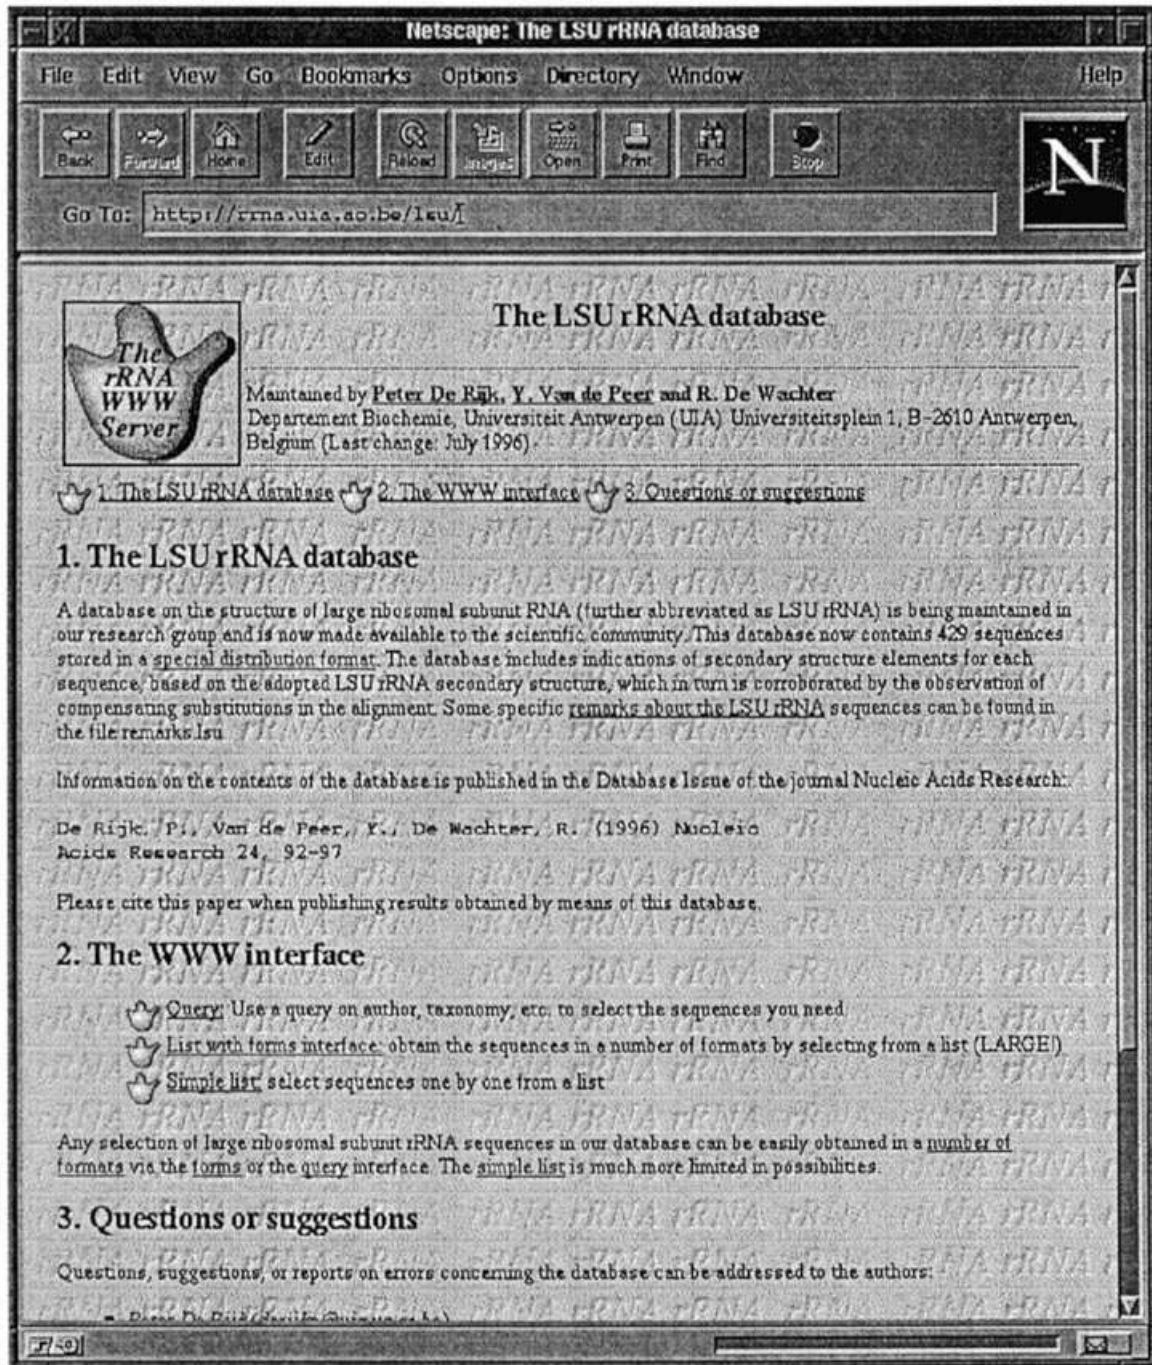 Netscape: The LSU rRNA database
File Edit View Go Bookmarks Options Directory Window Help
Back Forward Home Edit Reload Images Open Print Find Stop
N
Go To: http://rrna.uia.ac.be/lsu/
The LSU rRNA database
The
rRNA
WWW
Server
Maintained by Peter De Rijk, Y. Van de Peer and R. De Wachter
Departement Biochemie, Universiteit Antwerpen (UIA) Universiteitsplein 1, B-2610 Antwerpen,
Belgium (Last change: July 1996)
1. The LSU rRNA database 2. The WWW interface 3. Questions or suggestions
1. The LSU rRNA database
A database on the structure of large ribosomal subunit RNA (further abbreviated as LSU rRNA) is being maintained in
our research group and is now made available to the scientific community. This database now contains 429 sequences
stored in a special distribution format. The database includes indications of secondary structure elements for each
sequence, based on the adopted LSU rRNA secondary structure, which in turn is corroborated by the observation of
compensating substitutions in the alignment. Some specific remarks about the LSU rRNA sequences can be found in
the file remarks.lsu
Information on the contents of the database is published in the Database Issue of the journal Nucleic Acids Research:
De Rijk, P., Van de Peer, Y., De Wachter, R. (1996) Nucleic
Acids Research 24, 92-97
Please cite this paper when publishing results obtained by means of this database.
2. The WWW interface
Query: Use a query on author, taxonomy, etc. to select the sequences you need
List with forms interface: obtain the sequences in a number of formats by selecting from a list (LARGE!)
Simple list: select sequences one by one from a list
Any selection of large ribosomal subunit rRNA sequences in our database can be easily obtained in a number of
formats via the forms or the query interface. The simple list is much more limited in possibilities.
3. Questions or suggestions
Questions, suggestions, or reports on errors concerning the database can be addressed to the authors:
Peter De Rijk